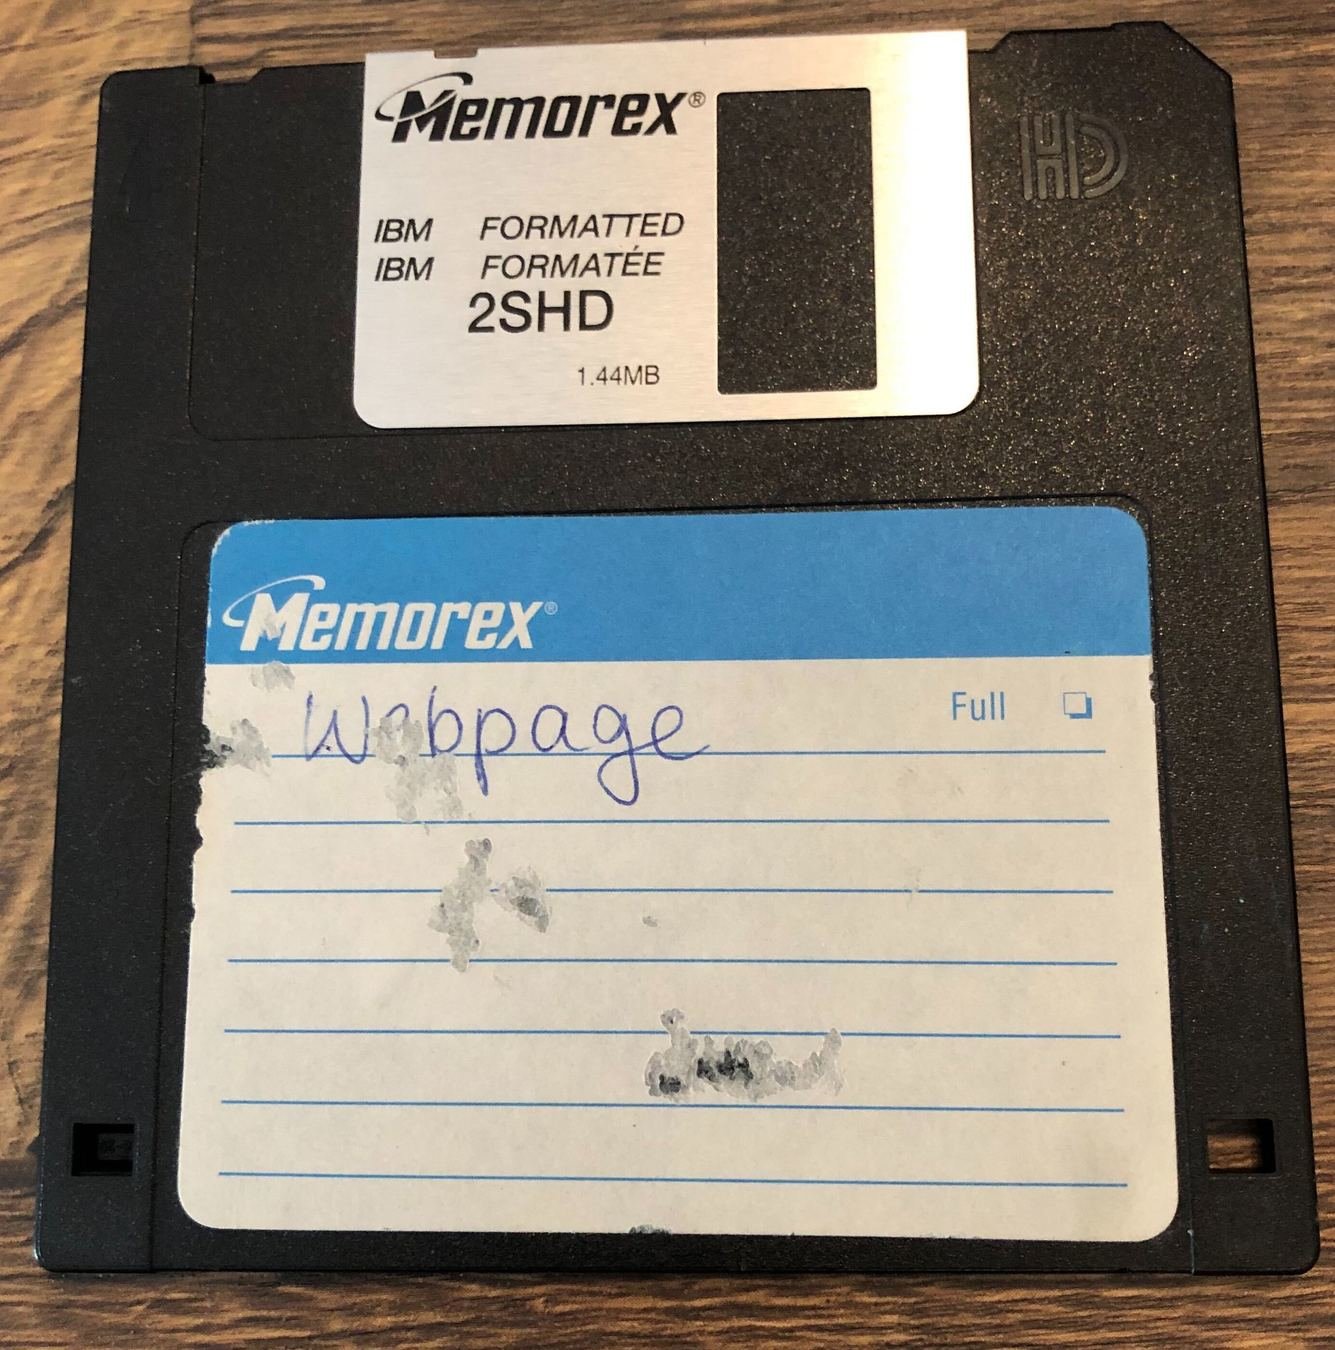 Memorex®
IBM FORMATTED
IBM FORMATÉE
2SHD
1.44MB
HD
Memorex®
Webpage
Full